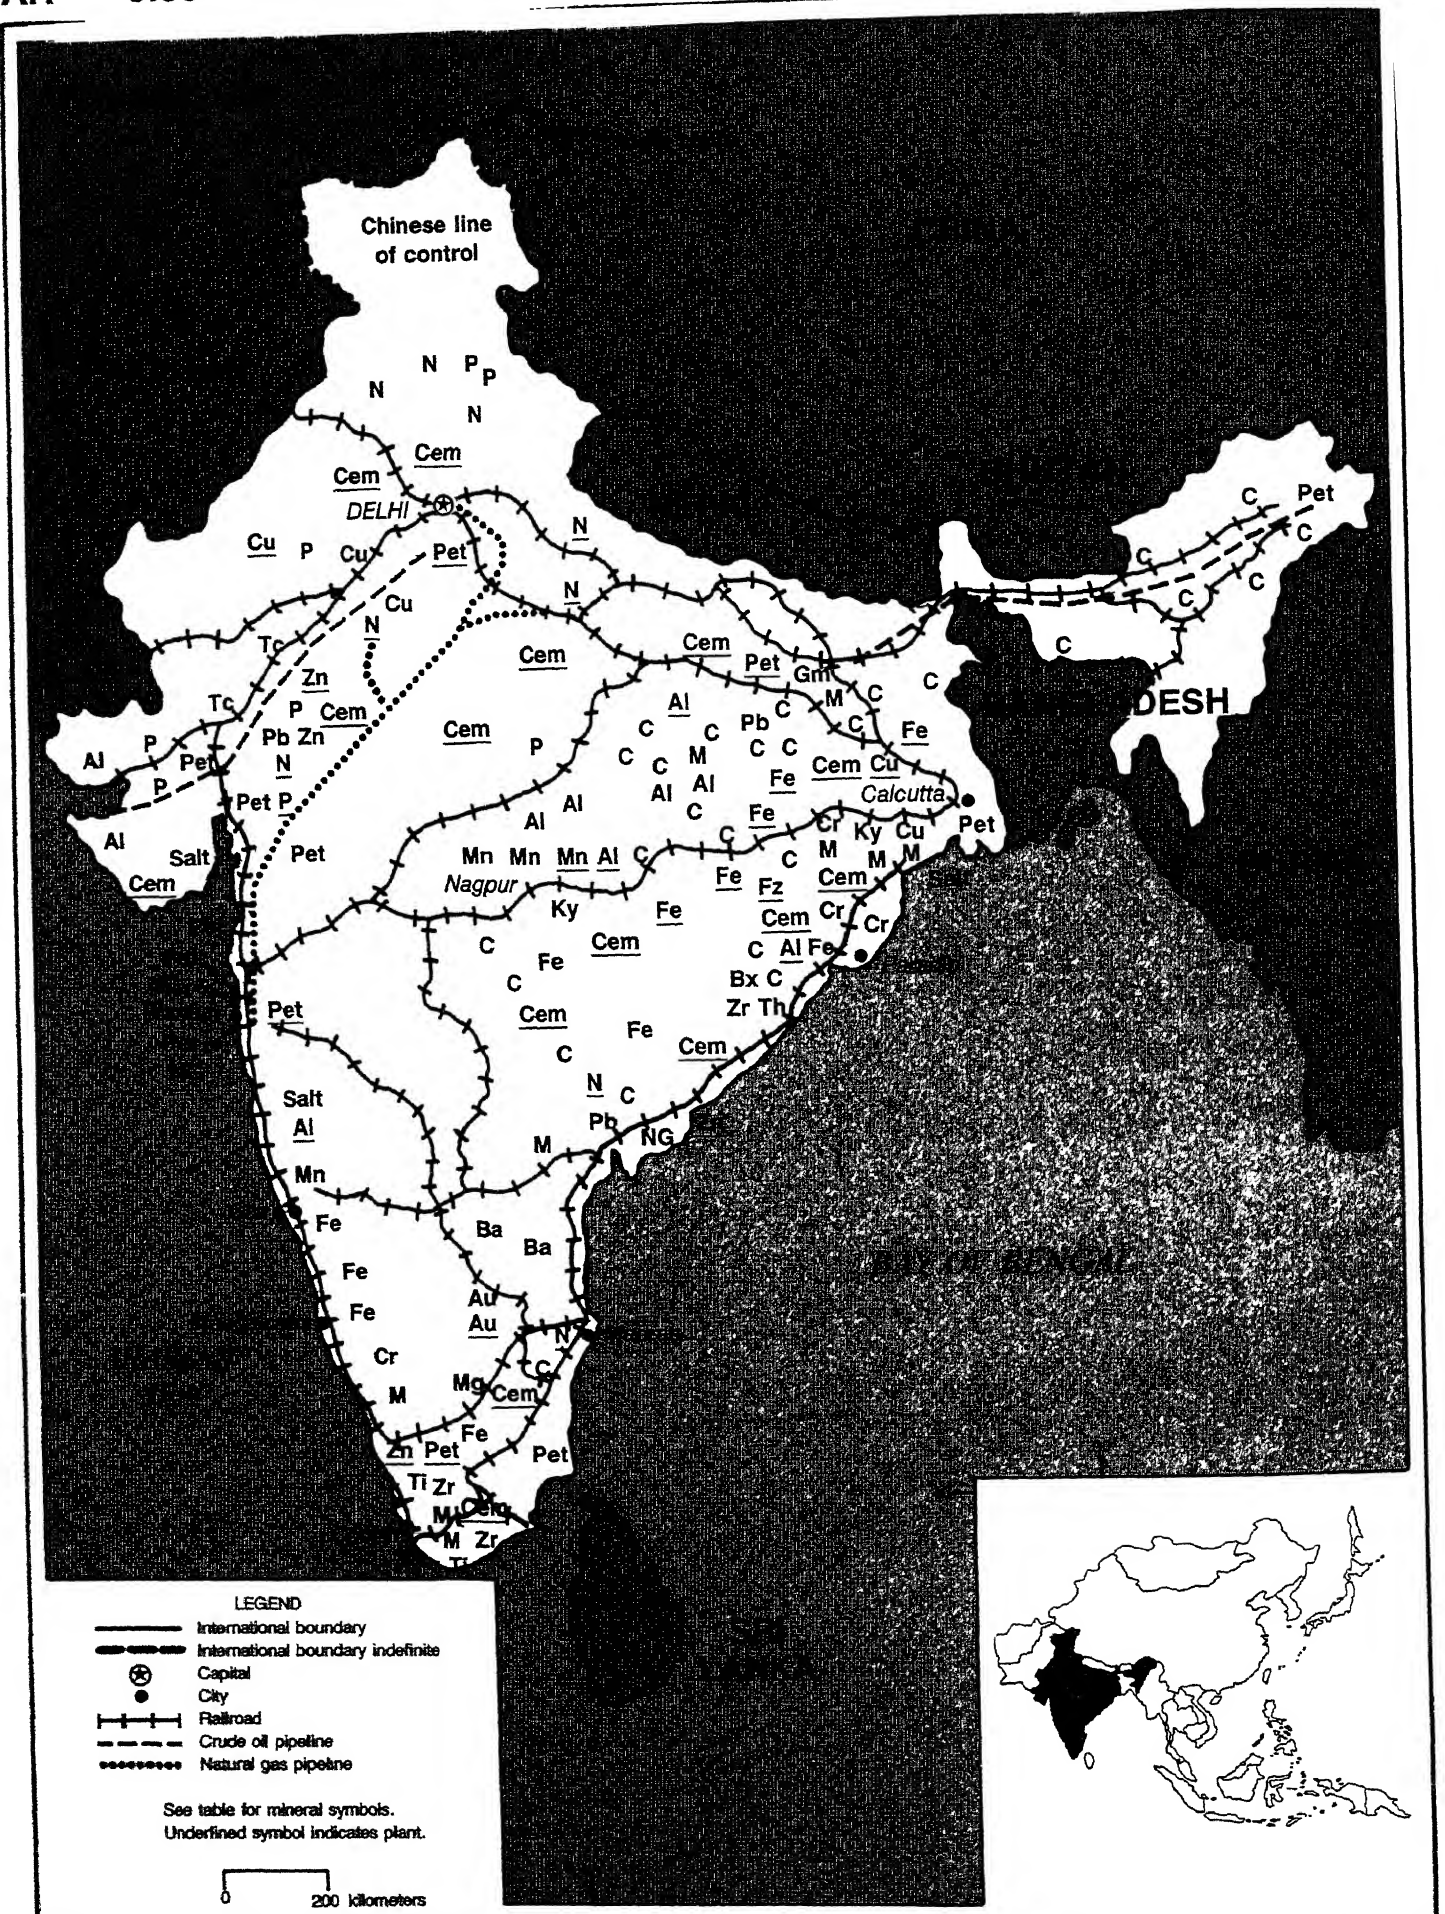 Chinese line
of control
N P
P
N
N
Cem
Cem
DELHI
N
C Pet
C
Cu P Cu Pet
C
C
N
Cu
C
N
Tc
Cem
Cem
Pet
C
Zn
Gm
C
Tc
P Cem
Al
M C
DESH
Pb Zn
Cem P
C C Pb C C
Fe
Al P Pet N
C C M C C
Cem Cu
P
Al Al Fe
Calcutta
Pet P
Al C Fe
Al
Al
Cr Ky Cu Pet
Salt Pet
Mn Mn Mn Al C C C M M M
Cem
Nagpur
Fe Fz Cem
Ky Fe Cem Cr Cr
C Fe Cem C Al Fe
C Bx C
Pet Cem Zr Th
Fe
C Cem
N C
Salt
Al
Pb NG
M
Mn
Fe
Ba
Ba
Fe
Au
Fe
Au N
Cr
C
M Mg Cem
Fe
Zn Pet Pet
Ti Zr
M Cem
M Zr
Ti
BAY OF BENGAL
LEGEND
International boundary
International boundary indefinite
Capital
City
Railroad
Crude oil pipeline
Natural gas pipeline
See table for mineral symbols.
Underlined symbol indicates plant.
0 200 kilometers